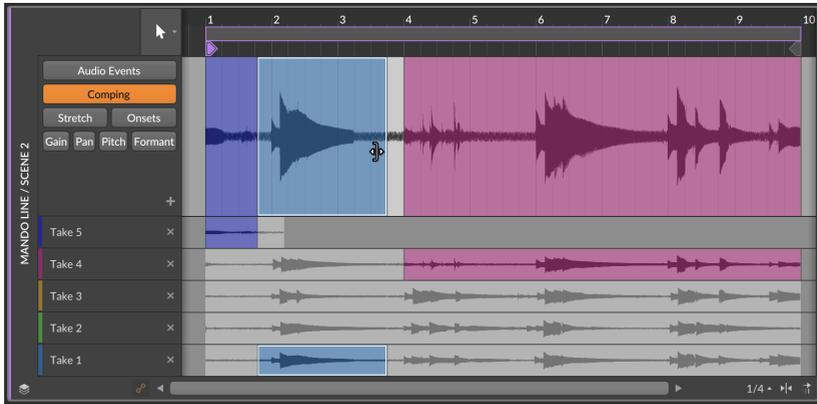 1 2 3 4 5 6 7 8 9 10
Audio Events
Comping
Stretch Onsets
Gain Pan Pitch Formant
MANDO LINE / SCENE 2
Take 5
Take 4
Take 3
Take 2
Take 1
1/4